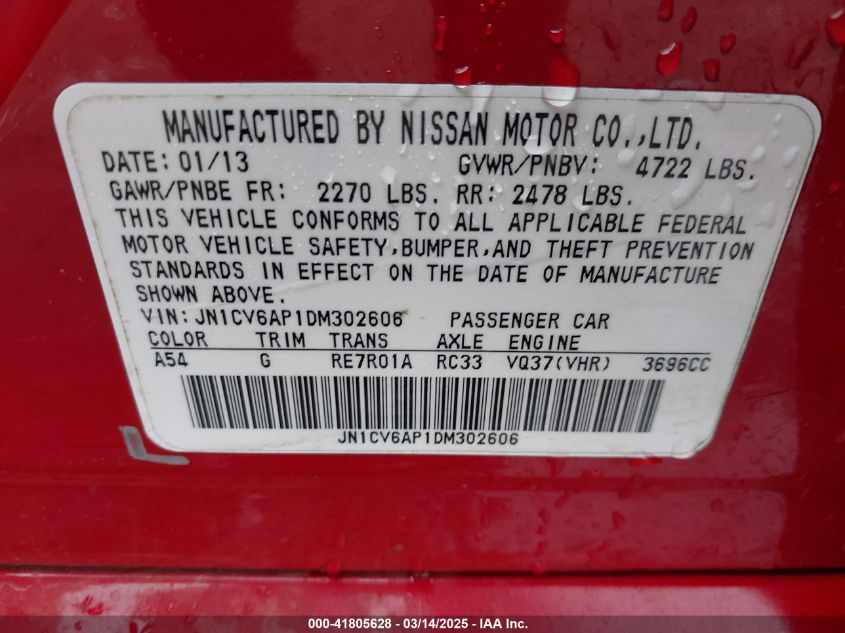 MANUFACTURED BY NISSAN MOTOR CO.,LTD.
DATE: 01/13 GVWR/PNBV: 4722 LBS.
GAWR/PNBE FR: 2270 LBS. RR: 2478 LBS.
THIS VEHICLE CONFORMS TO ALL APPLICABLE FEDERAL
MOTOR VEHICLE SAFETY,BUMPER,AND THEFT PREVENTION
STANDARDS IN EFFECT ON THE DATE OF MANUFACTURE
SHOWN ABOVE.
VIN: JN1CV6AP1DM302606 PASSENGER CAR
COLOR TRIM TRANS AXLE ENGINE
A54 G RE7R01A RC33 VQ37(VHR) 3696CC
JN1CV6AP1DM302606
000-41805628 - 03/14/2025 - IAA Inc.